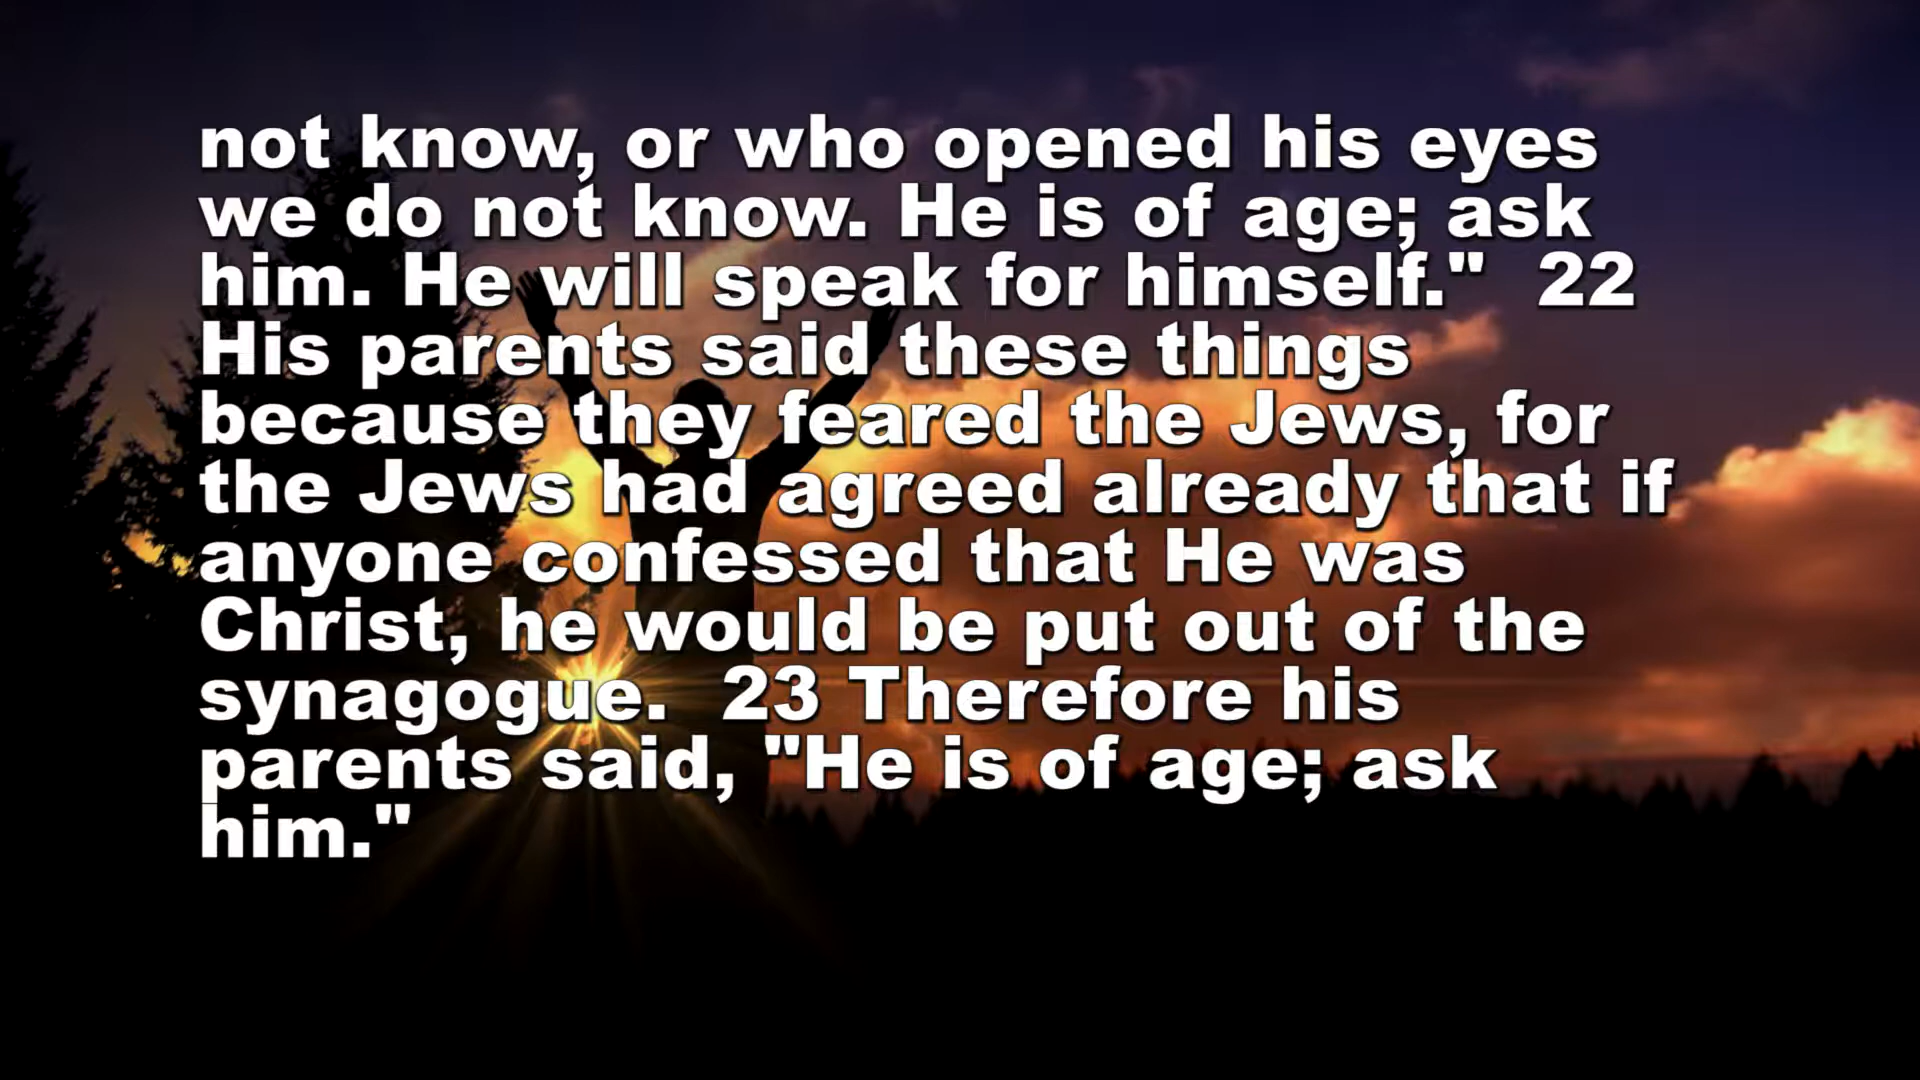 not know, or who opened his eyes
we do not know. He is of age; ask
him. He will speak for himself."  22
His parents said these things
because they feared the Jews, for
the Jews had agreed already that if
anyone confessed that He was
Christ, he would be put out of the
synagogue.  23 Therefore his
parents said, "He is of age; ask
him."